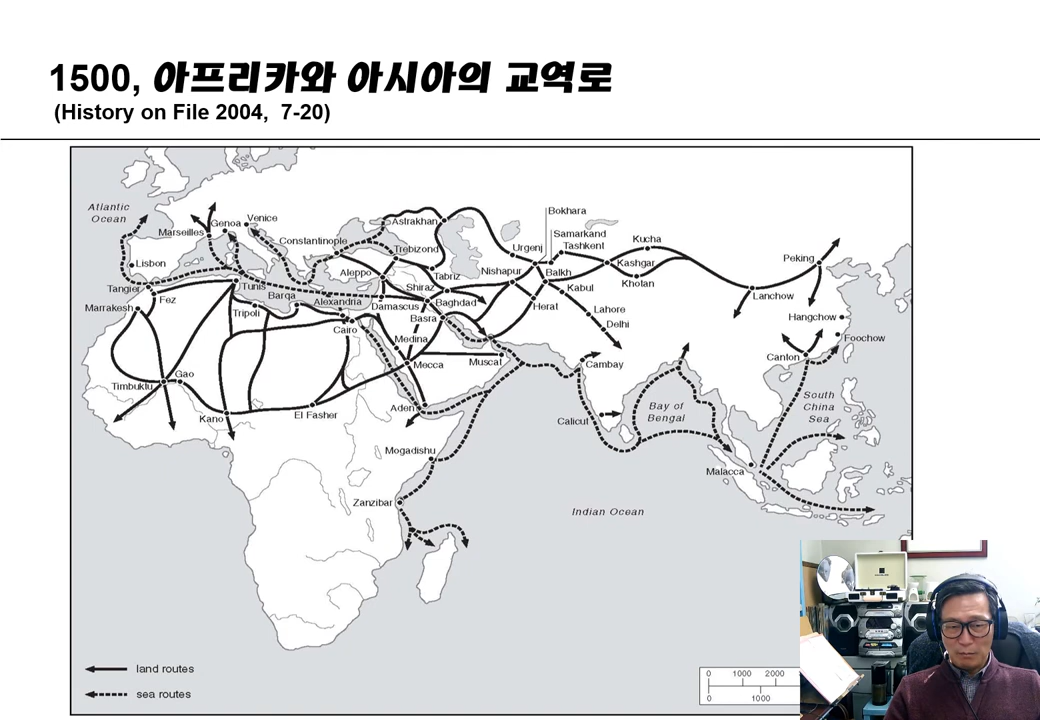 1500, 아프리카와 아시아의 교역로
(History on File 2004, 7-20)
Atlantic
Ocean
Genoa
Venice
Marseilles
Lisbon
Tangier
Fez
Marrakesh
Tunis
Tripoli
Barqa
Constantinople
Astrakhan
Trebizond
Aleppo
Tabriz
Shiraz
Alexandria
Damascus
Baghdad
Cairo
Basra
Medina
Mecca
Muscat
Aden
Timbuktu
Gao
Kano
El Fasher
Mogadishu
Zanzibar
Bokhara
Samarkand
Tashkent
Urgenj
Nishapur
Balkh
Kashgar
Kucha
Khotan
Herat
Kabul
Lahore
Delhi
Cambay
Calicut
Peking
Lanchow
Hangchow
Foochow
Canton
South
China
Sea
Bay of
Bengal
Malacca
Indian Ocean
land routes
sea routes
0 1000 2000
0 1000